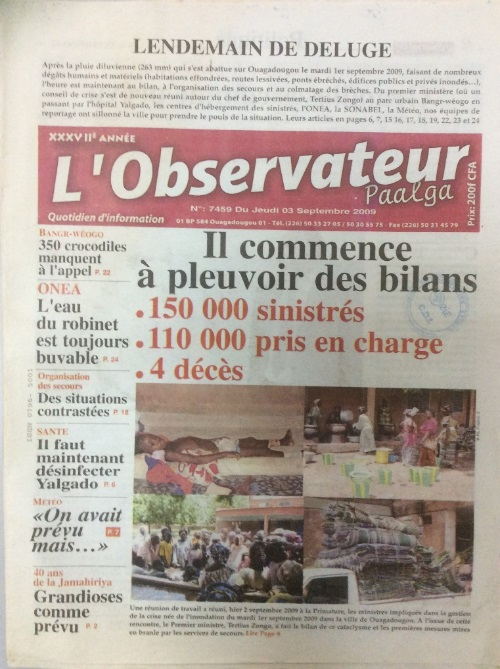 LENDEMAIN DE DELUGE
Après la pluie diluvienne (263 mm) qui s'est abattue sur Ouagadougou le mardi 1er septembre 2009, faisant de nombreux
dégâts humains et matériels (habitations effondrées, routes lessivées, ponts ébréchés, édifices publics et privés inondés...),
l'heure est maintenant au bilan, à l'organisation des secours et au colmatage des brèches. Du premier ministère (où un
conseil de crise s'est de nouveau réuni autour du chef de gouvernement, Tertius Zongo) au parc urbain Bangr-wéogo en
passant par l'hôpital Yalgado, les centres d'hébergement des sinistrés, l'ONEA, la SONABEL, la Météo, nos équipes de
reportage ont sillonné la ville pour prendre le pouls de la situation. Leurs articles en pages 6, 7, 15, 16, 17, 18, 19, 22, 23 et 24
XXXVIIe ANNÉE
L'Observateur
Paalga
Prix: 200f CFA
N°: 7459 Du Jeudi 03 Septembre 2009
Quotidien d'information
01 BP 584 Ouagadougou 01 - Tél. (226) 50 33 27 05 / 50 30 55 73 - Fax (226) 50 31 45 79
BANGR-WÉOGO
350 crocodiles
manquent
à l'appel P. 22
ONEA
L'eau
du robinet
est toujours
buvable P. 24
Organisation
des secours
Des situations
contrastées P. 18
SANTE
Il faut
maintenant
désinfecter
Yalgado P. 6
METEO
«On avait
prévu
mais...» P. 7
40 ans
de la Jamahiriya
Grandioses
comme
prévu P. 2
Il commence
à pleuvoir des bilans
.150 000 sinistrés
.110 000 pris en charge
.4 décès
Une réunion de travail a réuni, hier 2 septembre 2009 à la Primature, les ministres impliqués dans la gestion
de la crise née de l'inondation du mardi 1er septembre 2009 dans la ville de Ouagadougou. A l'issue de cette
rencontre, le Premier ministre, Tertius Zongo, a fait le bilan de ce cataclysme et les premières mesures mises
en branle par les services de secours. Lire Page 6